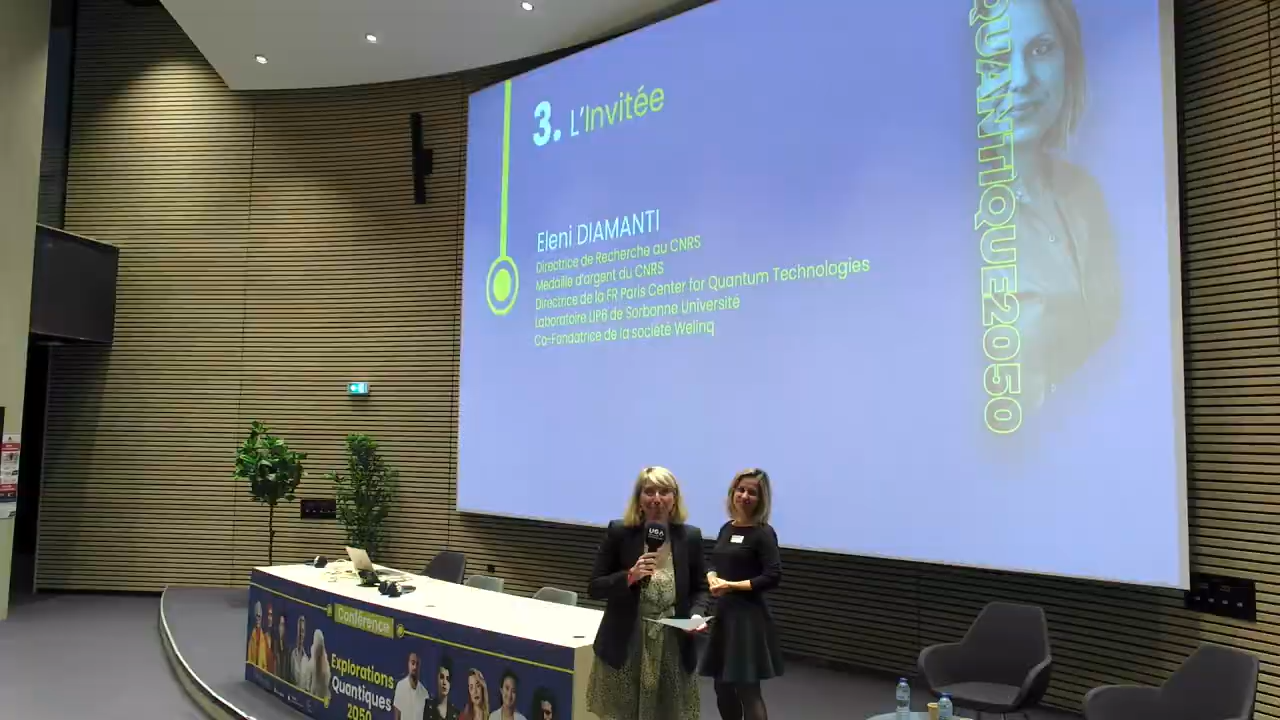 3. L'Invitée
Eleni DIAMANTI
Directrice de Recherche au CNRS
Médaille d'argent du CNRS
Directrice de la FR Paris Center for Quantum Technologies
Laboratoire LIP6 de Sorbonne Université
Co-Fondatrice de la société Welinq
QUANTIQUE2050
UGA
Conférence
Explorations
Quantiques
2050